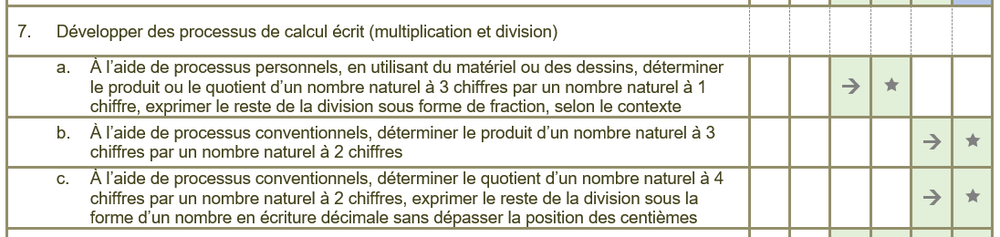 7. Développer des processus de calcul écrit (multiplication et division)
a. À l’aide de processus personnels, en utilisant du matériel ou des dessins, déterminer
le produit ou le quotient d’un nombre naturel à 3 chiffres par un nombre naturel à 1
chiffre, exprimer le reste de la division sous forme de fraction, selon le contexte
→ ★
b. À l’aide de processus conventionnels, déterminer le produit d’un nombre naturel à 3
chiffres par un nombre naturel à 2 chiffres
→ ★
c. À l’aide de processus conventionnels, déterminer le quotient d’un nombre naturel à 4
chiffres par un nombre naturel à 2 chiffres, exprimer le reste de la division sous la
forme d’un nombre en écriture décimale sans dépasser la position des centièmes
→ ★